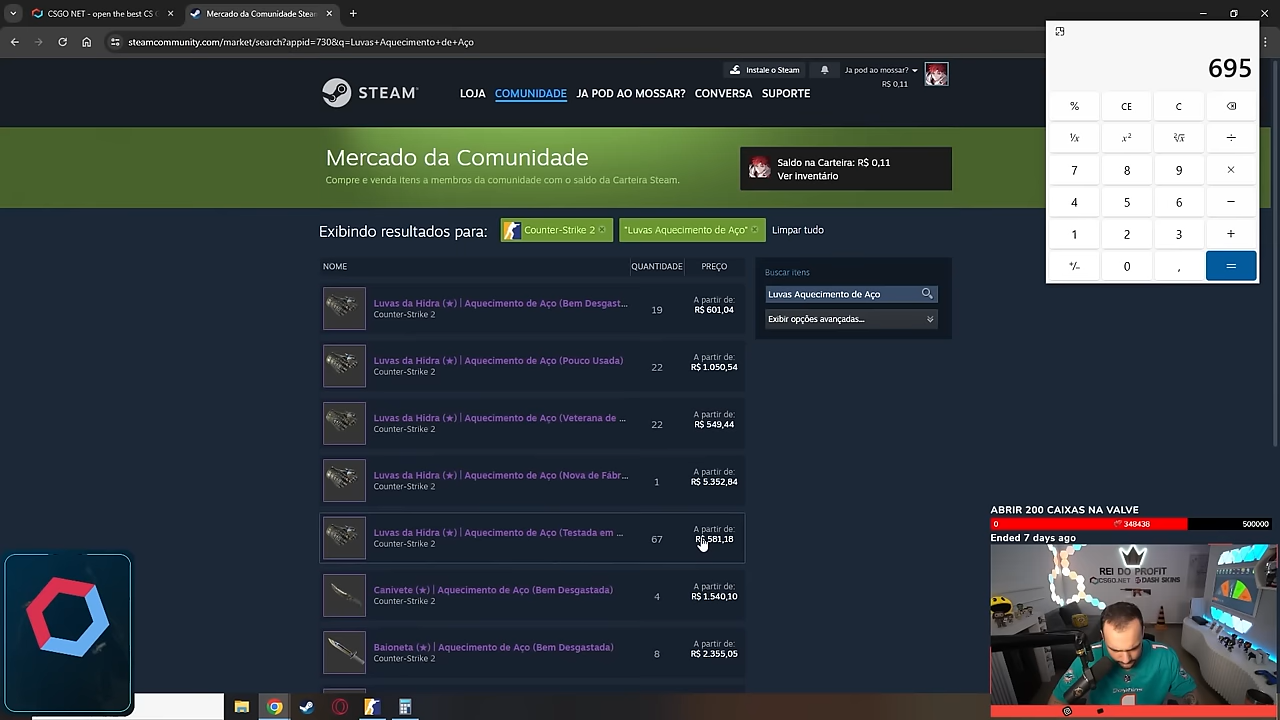 CSGO NET - open the best CS
Mercado da Comunidade Steam
steamcommunity.com/market/search?appid=730&q=Luvas+Aquecimento+de+Aço
Instale o Steam
Ja pod ao mossar?
R$ 0,11
STEAM
LOJA COMUNIDADE JA POD AO MOSSAR? CONVERSA SUPORTE
Mercado da Comunidade
Compre e venda itens a membros da comunidade com o saldo da Carteira Steam.
Saldo na Carteira: R$ 0,11
Ver inventário
Exibindo resultados para: Counter-Strike 2 "Luvas Aquecimento de Aço" Limpar tudo
NOME QUANTIDADE PREÇO
Luvas da Hidra (★) | Aquecimento de Aço (Bem Desgast...
Counter-Strike 2
19
A partir de:
R$ 601,04
Luvas da Hidra (★) | Aquecimento de Aço (Pouco Usada)
Counter-Strike 2
22
A partir de:
R$ 1.050,54
Luvas da Hidra (★) | Aquecimento de Aço (Veterana de ...
Counter-Strike 2
22
A partir de:
R$ 549,44
Luvas da Hidra (★) | Aquecimento de Aço (Nova de Fábr...
Counter-Strike 2
1
A partir de:
R$ 5.352,84
Luvas da Hidra (★) | Aquecimento de Aço (Testada em ...
Counter-Strike 2
67
A partir de:
R$ 581,18
Canivete (★) | Aquecimento de Aço (Bem Desgastada)
Counter-Strike 2
4
A partir de:
R$ 1.540,10
Baioneta (★) | Aquecimento de Aço (Bem Desgastada)
Counter-Strike 2
8
A partir de:
R$ 2.355,05
Buscar itens
Luvas Aquecimento de Aço
Exibir opções avançadas...
695
% CE C
¹/x x² ²√x ÷
7 8 9 ×
4 5 6 −
1 2 3 +
+/− 0 , =
ABRIR 200 CAIXAS NA VALVE
0 348438 500000
Ended 7 days ago
REI DO PROFIT
CSGO.NET DASH SKINS
Dolphins